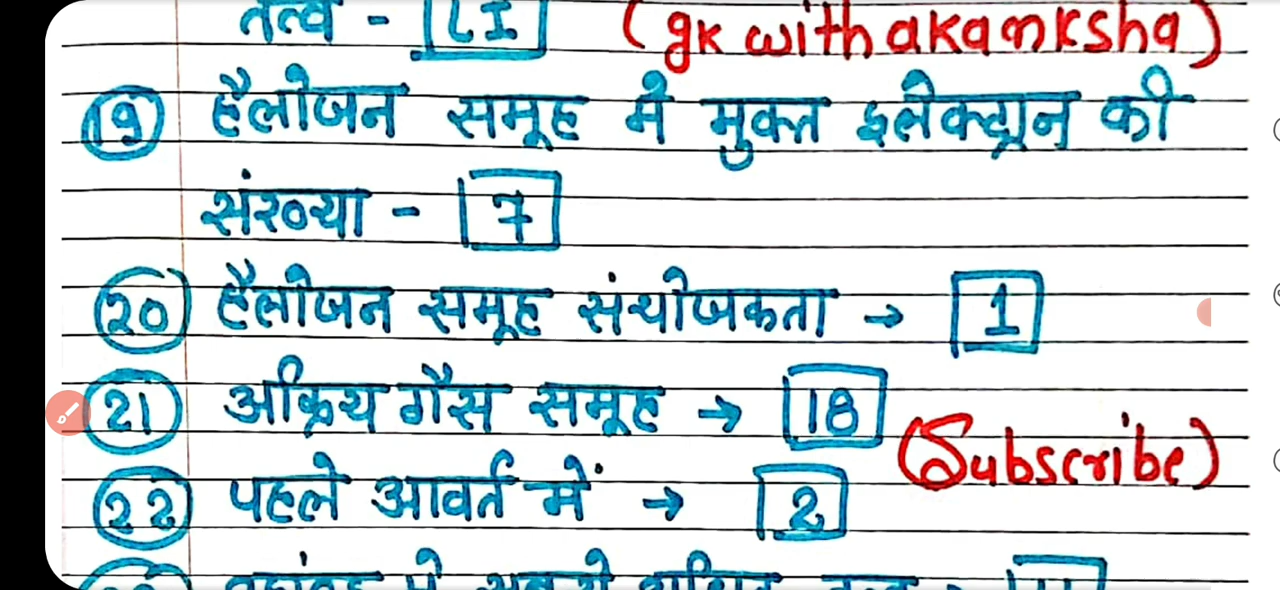 तत्व - LI (gk with akanksha)
(19) हैलोजन समूह में मुक्त इलेक्ट्रान की
संख्या - 7
(20) हैलोजन समूह संयोजकता → 1
(21) अक्रिय गैस समूह → 18
(Subscribe)
(22) पहले आवर्त में → 2